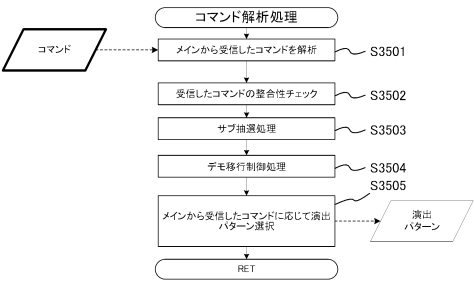 コマンド解析処理
コマンド
メインから受信したコマンドを解析
S3501
受信したコマンドの整合性チェック
S3502
サブ抽選処理
S3503
デモ移行制御処理
S3504
S3505
メインから受信したコマンドに応じて演出
パターン選択
演出
パターン
RET